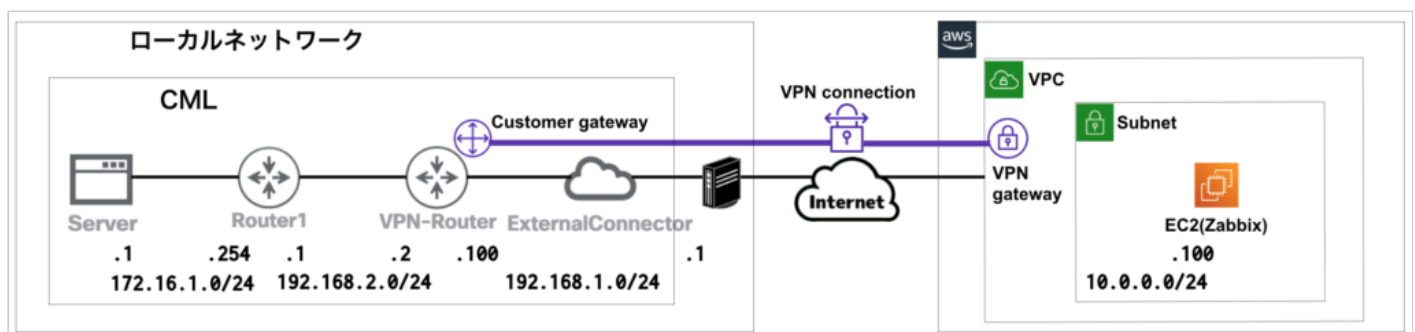 ローカルネットワーク
aws
CML
VPC
VPN connection
Customer gateway
Subnet
Server
Router1
VPN-Router
ExternalConnector
Internet
VPN
gateway
EC2(Zabbix)
.1
.254
.1
.2
.100
.1
.100
172.16.1.0/24
192.168.2.0/24
192.168.1.0/24
10.0.0.0/24